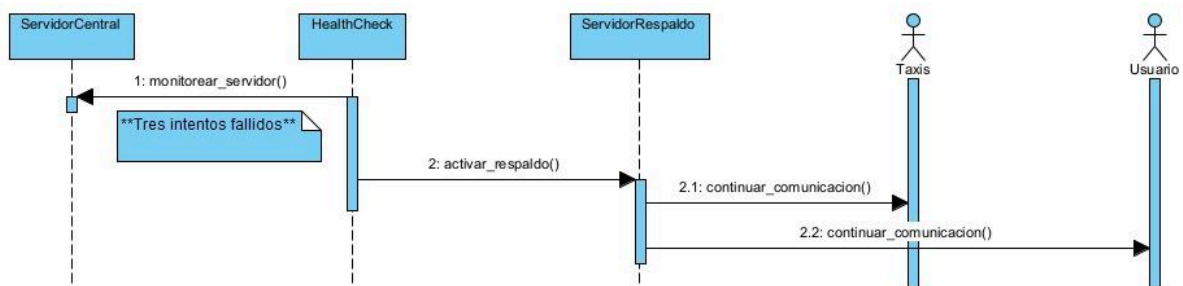 ServidorCentral
HealthCheck
ServidorRespaldo
Taxis
Usuario
1: monitorear_servidor()
**Tres intentos fallidos**
2: activar_respaldo()
2.1: continuar_comunicacion()
2.2: continuar_comunicacion()